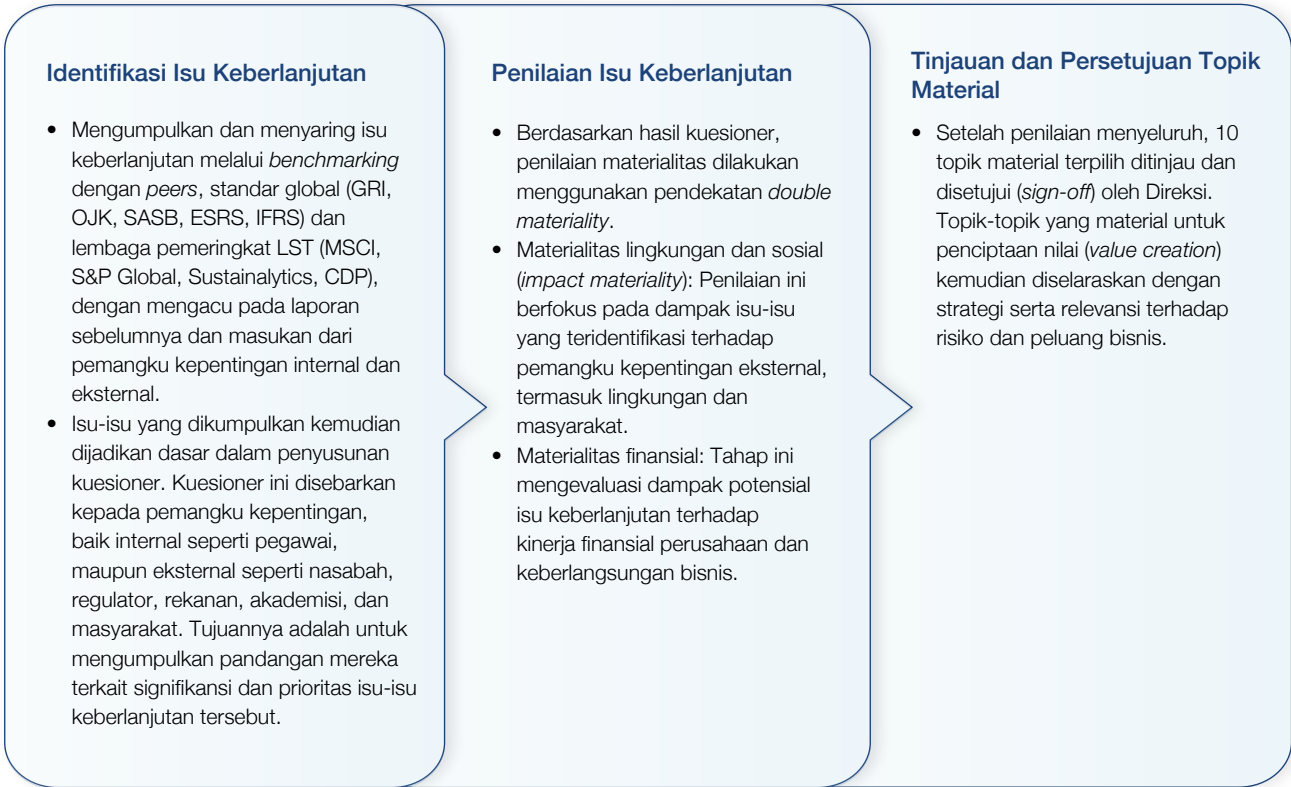 Identifikasi Isu Keberlanjutan
• Mengumpulkan dan menyaring isu
keberlanjutan melalui benchmarking
dengan peers, standar global (GRI,
OJK, SASB, ESRS, IFRS) dan
lembaga pemeringkat LST (MSCI,
S&P Global, Sustainalytics, CDP),
dengan mengacu pada laporan
sebelumnya dan masukan dari
pemangku kepentingan internal dan
eksternal.
• Isu-isu yang dikumpulkan kemudian
dijadikan dasar dalam penyusunan
kuesioner. Kuesioner ini disebarkan
kepada pemangku kepentingan,
baik internal seperti pegawai,
maupun eksternal seperti nasabah,
regulator, rekanan, akademisi, dan
masyarakat. Tujuannya adalah untuk
mengumpulkan pandangan mereka
terkait signifikansi dan prioritas isu-isu
keberlanjutan tersebut.
Penilaian Isu Keberlanjutan
• Berdasarkan hasil kuesioner,
penilaian materialitas dilakukan
menggunakan pendekatan double
materiality.
• Materialitas lingkungan dan sosial
(impact materiality): Penilaian ini
berfokus pada dampak isu-isu
yang teridentifikasi terhadap
pemangku kepentingan eksternal,
termasuk lingkungan dan
masyarakat.
• Materialitas finansial: Tahap ini
mengevaluasi dampak potensial
isu keberlanjutan terhadap
kinerja finansial perusahaan dan
keberlangsungan bisnis.
Tinjauan dan Persetujuan Topik
Material
• Setelah penilaian menyeluruh, 10
topik material terpilih ditinjau dan
disetujui (sign-off) oleh Direksi.
Topik-topik yang material untuk
penciptaan nilai (value creation)
kemudian diselaraskan dengan
strategi serta relevansi terhadap
risiko dan peluang bisnis.